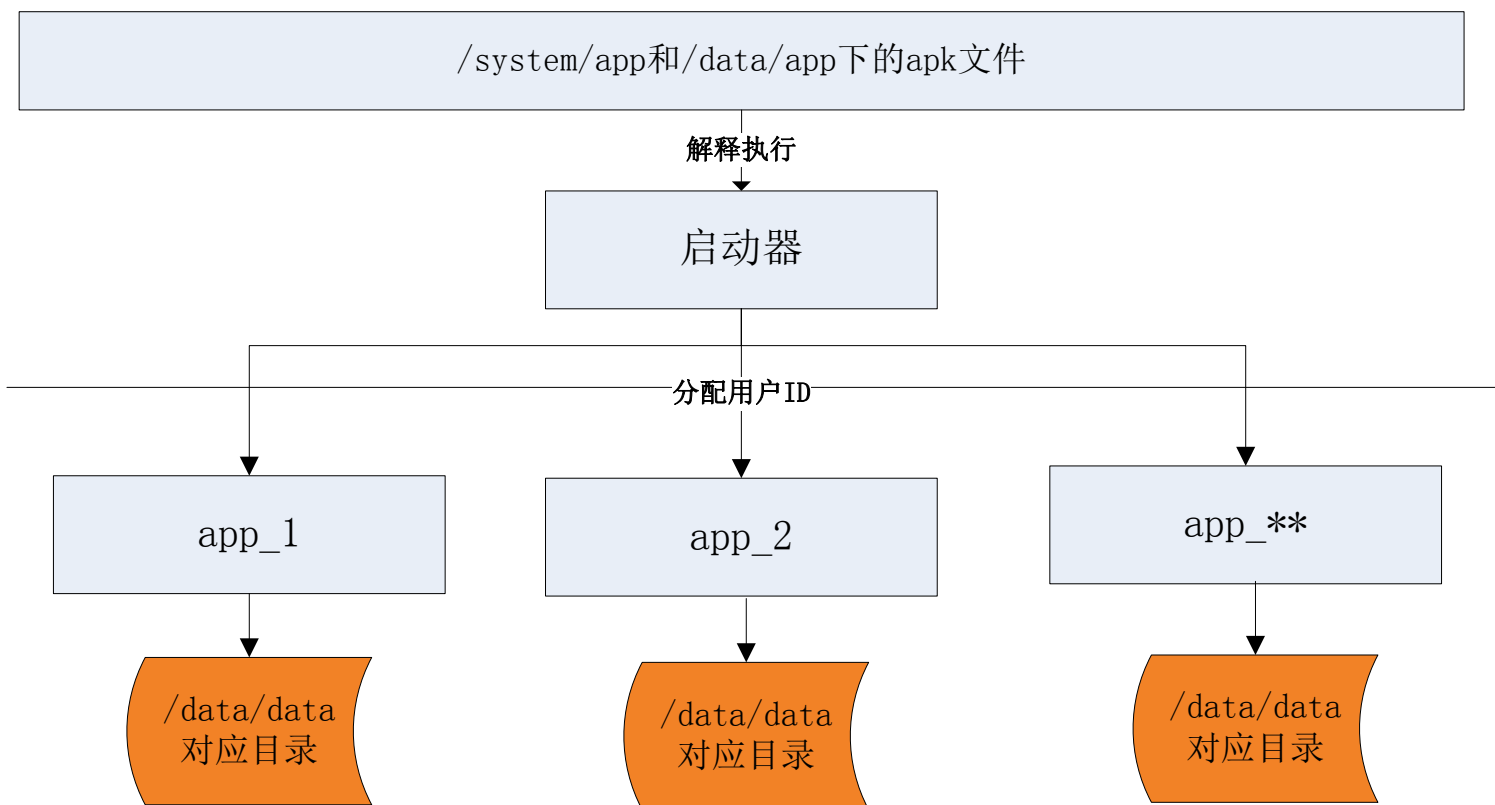 /system/app和/data/app下的apk文件
解释执行
启动器
分配用户ID
app_1
app_2
app_**
/data/data
对应目录
/data/data
对应目录
/data/data
对应目录